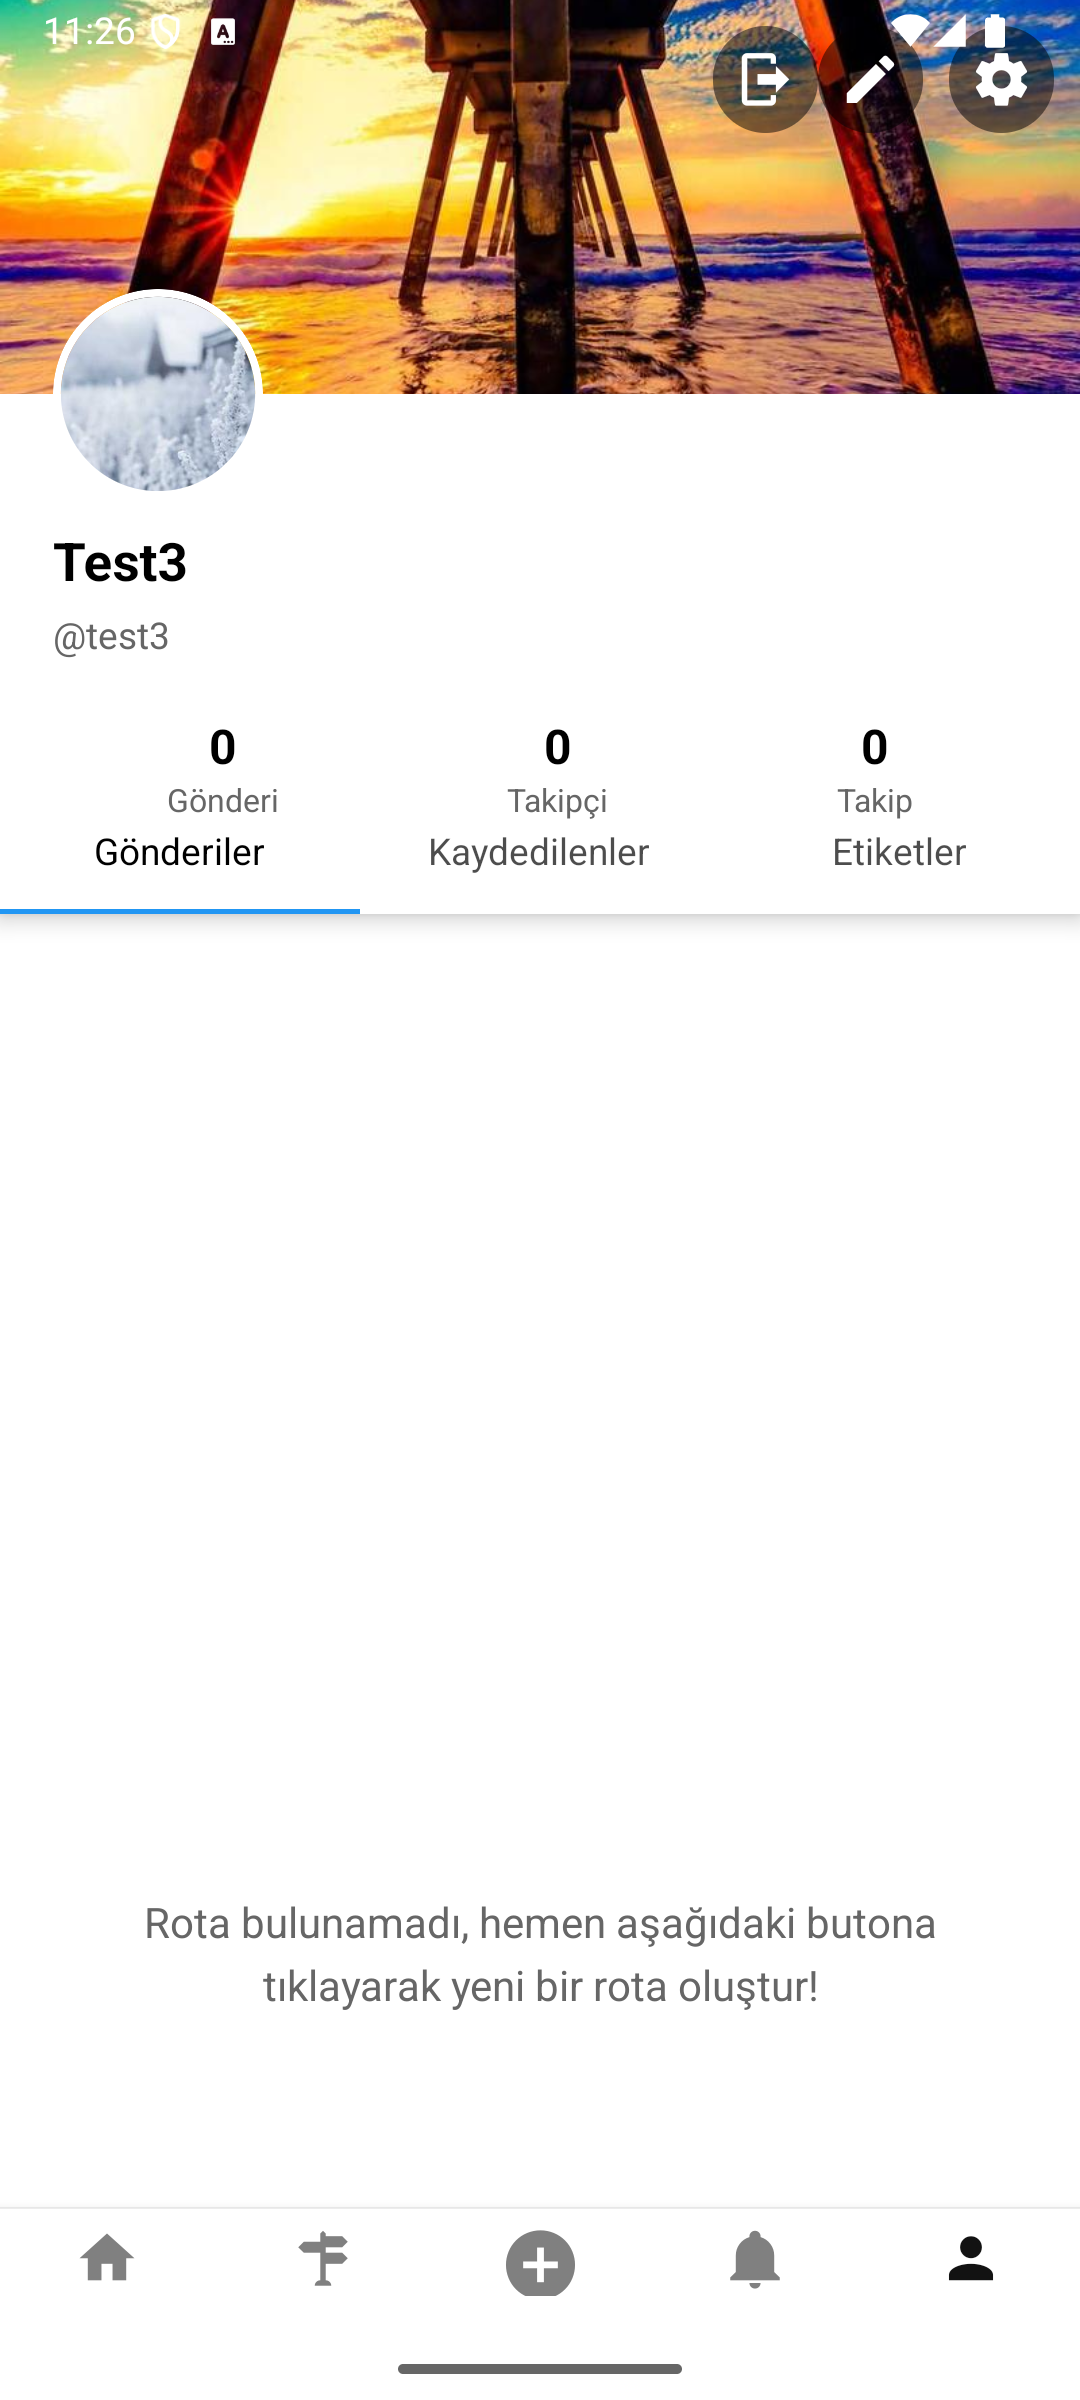 11:26
Test3
@test3
0 0 0
Gönderi Takipçi Takip
Gönderiler Kaydedilenler Etiketler
Rota bulunamadı, hemen aşağıdaki butona
tıklayarak yeni bir rota oluştur!